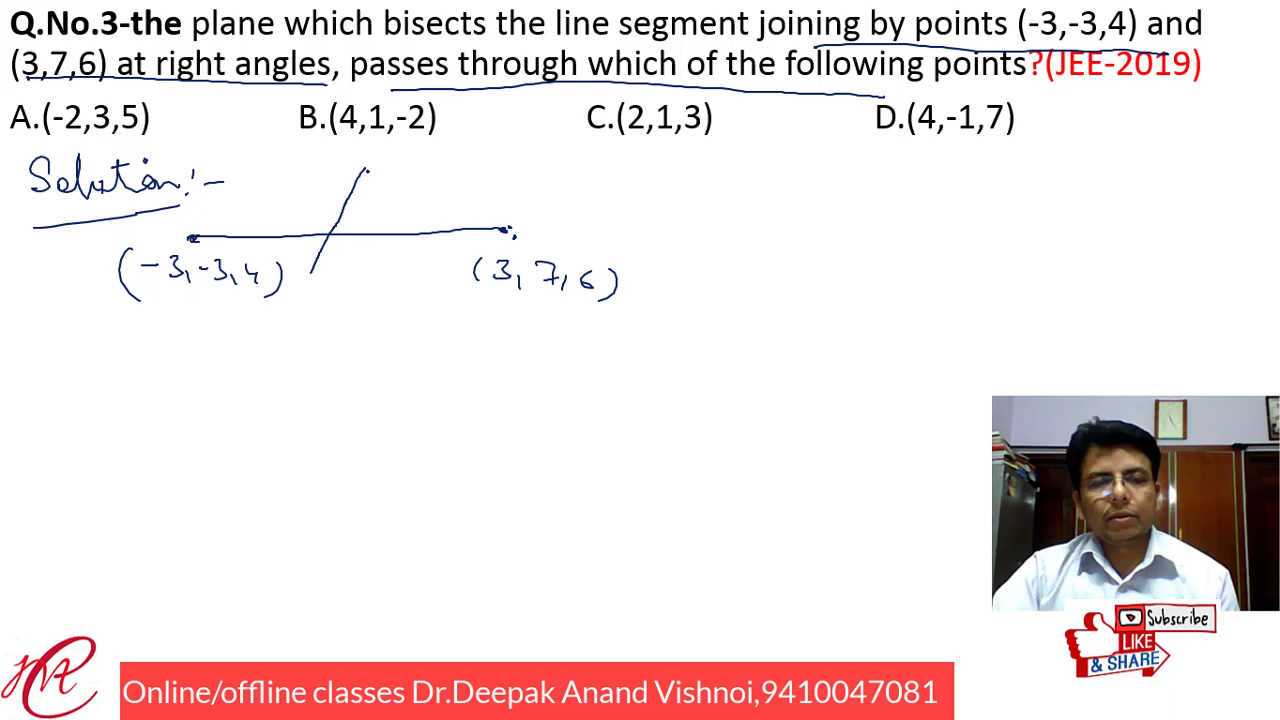 Q.No.3-the plane which bisects the line segment joining by points (-3,-3,4) and
(3,7,6) at right angles, passes through which of the following points?(JEE-2019)
A.(-2,3,5) B.(4,1,-2) C.(2,1,3) D.(4,-1,7)
Solution:-
(-3,-3,4) (3,7,6)
Subscribe
LIKE
& SHARE
Online/offline classes Dr.Deepak Anand Vishnoi,9410047081